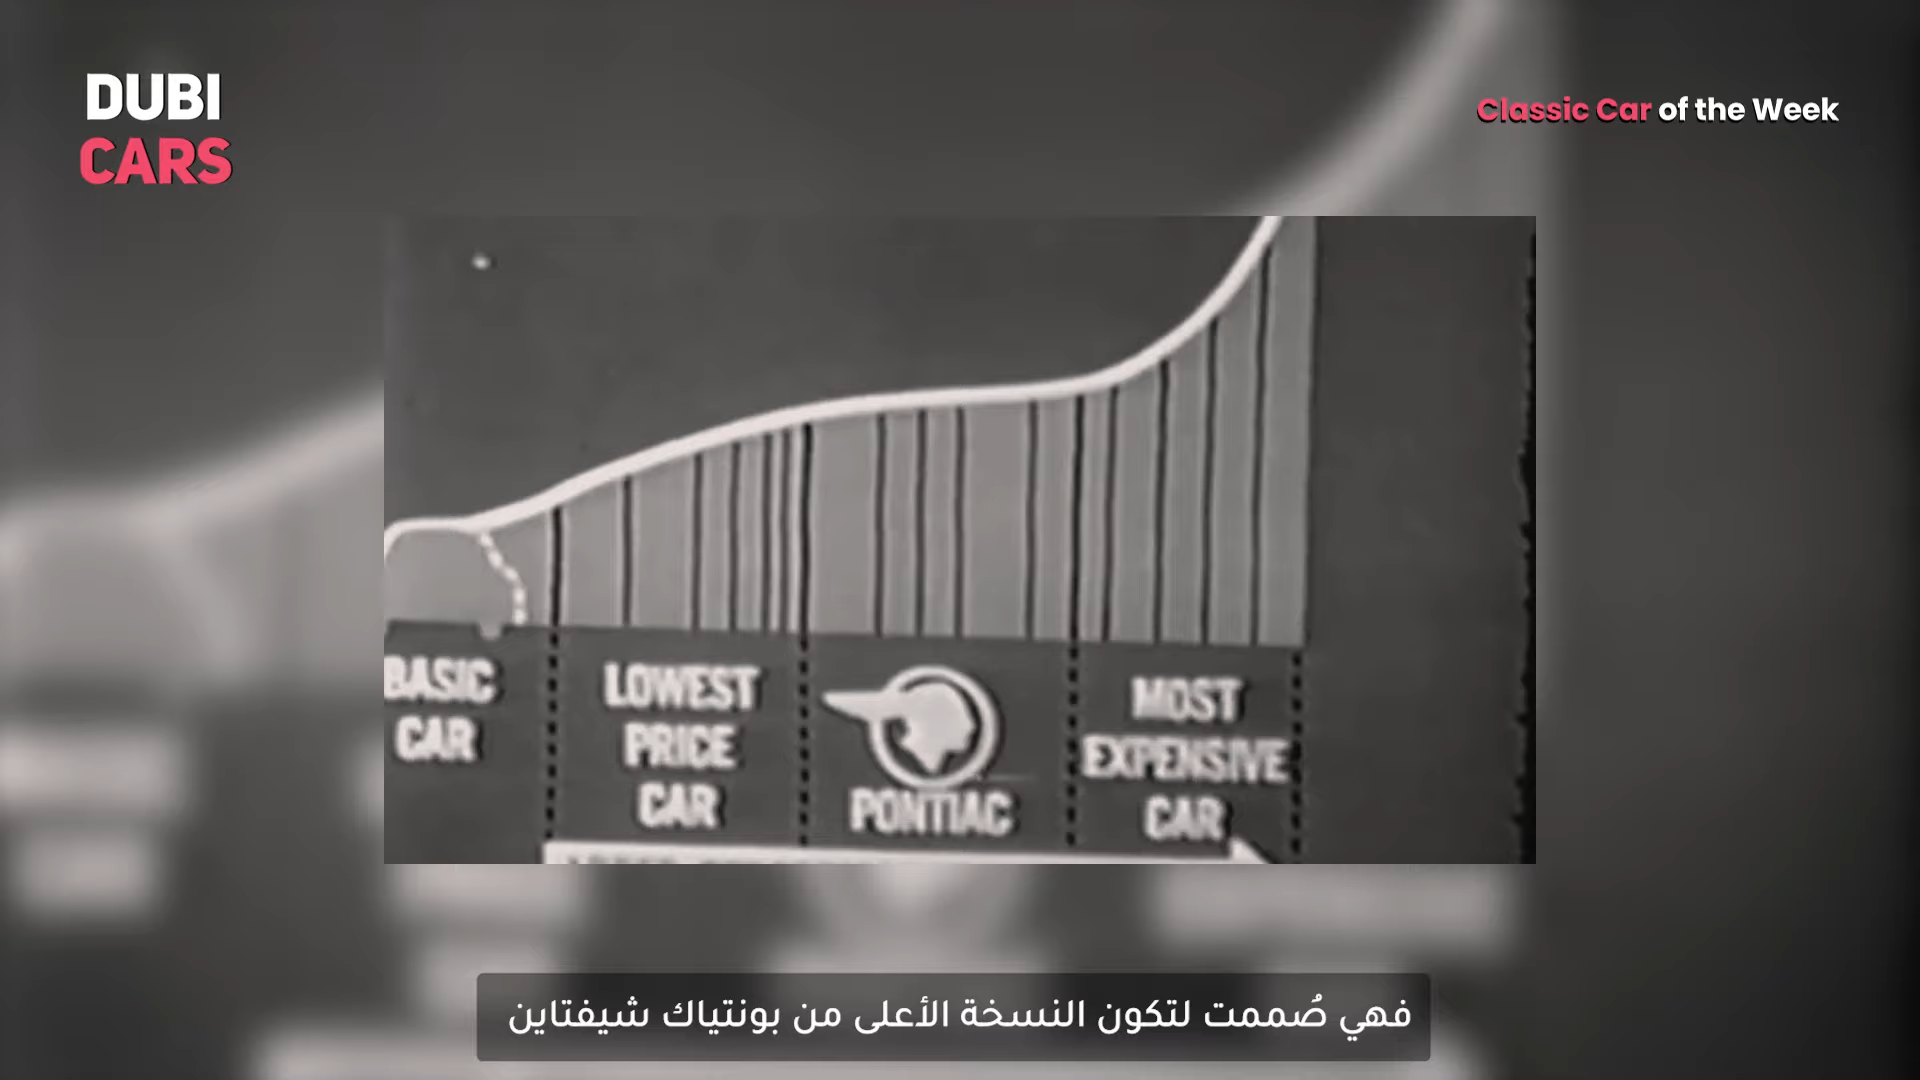 DUBI
CARS
Classic Car of the Week
BASIC
CAR
LOWEST
PRICE
CAR
PONTIAC
MOST
EXPENSIVE
CAR
فهي صُممت لتكون النسخة الأعلى من بونتياك شيفتاين